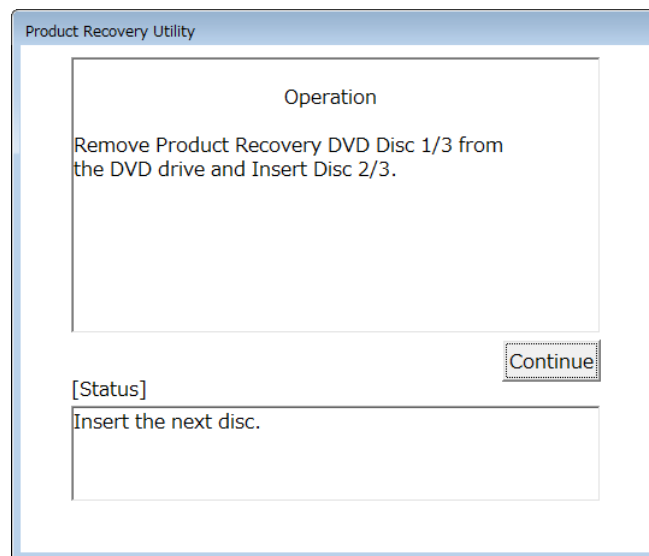 Product Recovery Utility
Operation
Remove Product Recovery DVD Disc 1/3 from
the DVD drive and Insert Disc 2/3.
Continue
[Status]
Insert the next disc.